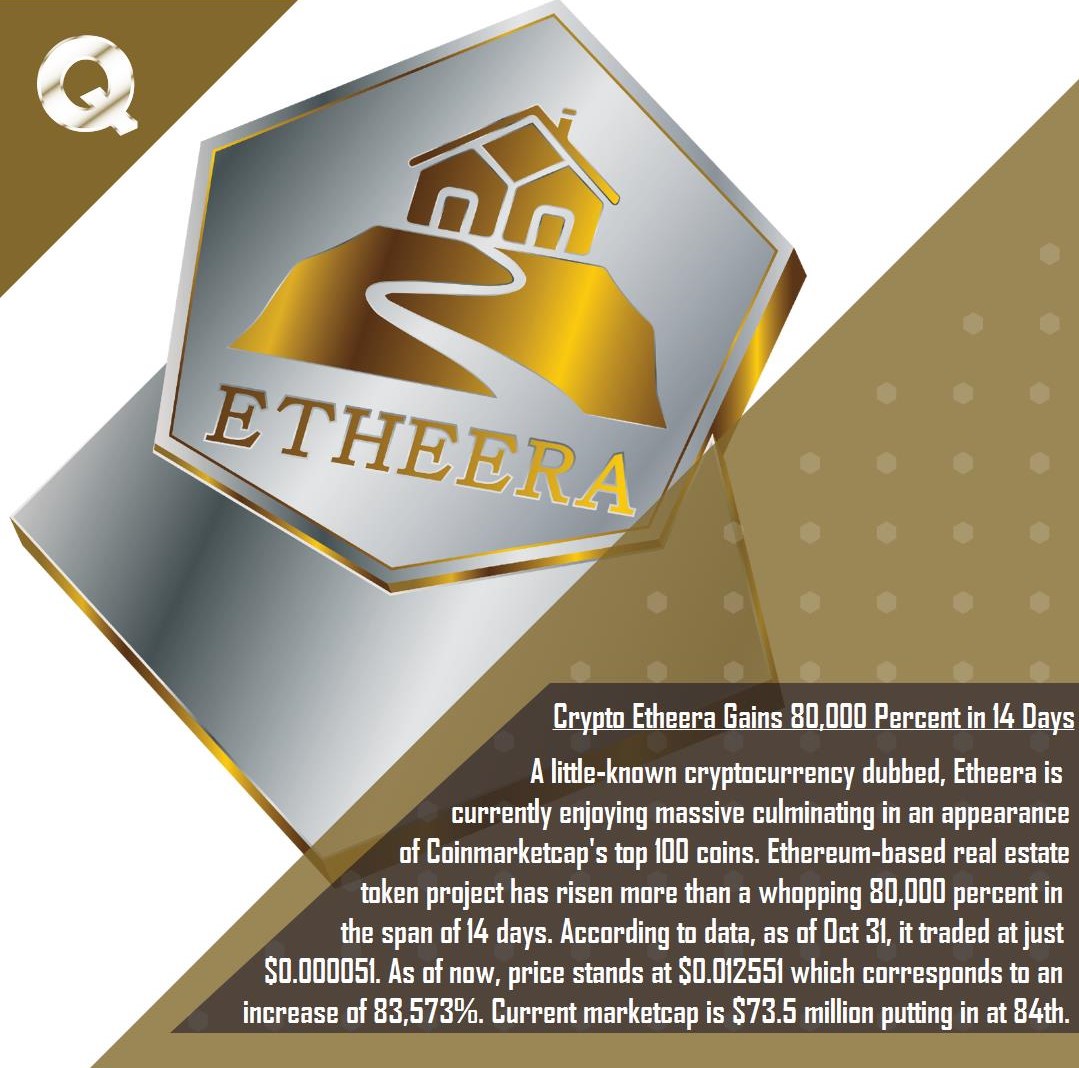 Q
ETHEERA
Crypto Etheera Gains 80,000 Percent in 14 Days
A little-known cryptocurrency dubbed, Etheera is
currently enjoying massive culminating in an appearance
of Coinmarketcap's top 100 coins. Ethereum-based real estate
token project has risen more than a whopping 80,000 percent in
the span of 14 days. According to data, as of Oct 31, it traded at just
$0.000051. As of now, price stands at $0.012551 which corresponds to an
increase of 83,573%. Current marketcap is $73.5 million putting in at 84th.